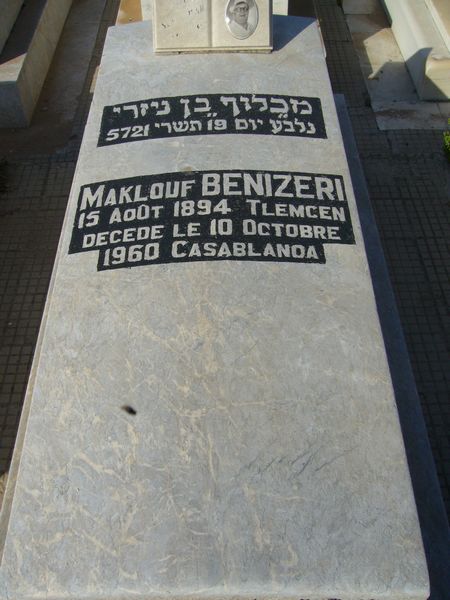 מכלוף בן ניזרי
נלבע יום 19 תשרי 5721
MAKLOUF BENIZERI
15 AOÛT 1894 TLEMCEN
DECEDE LE 10 OCTOBRE
1960 CASABLANCA